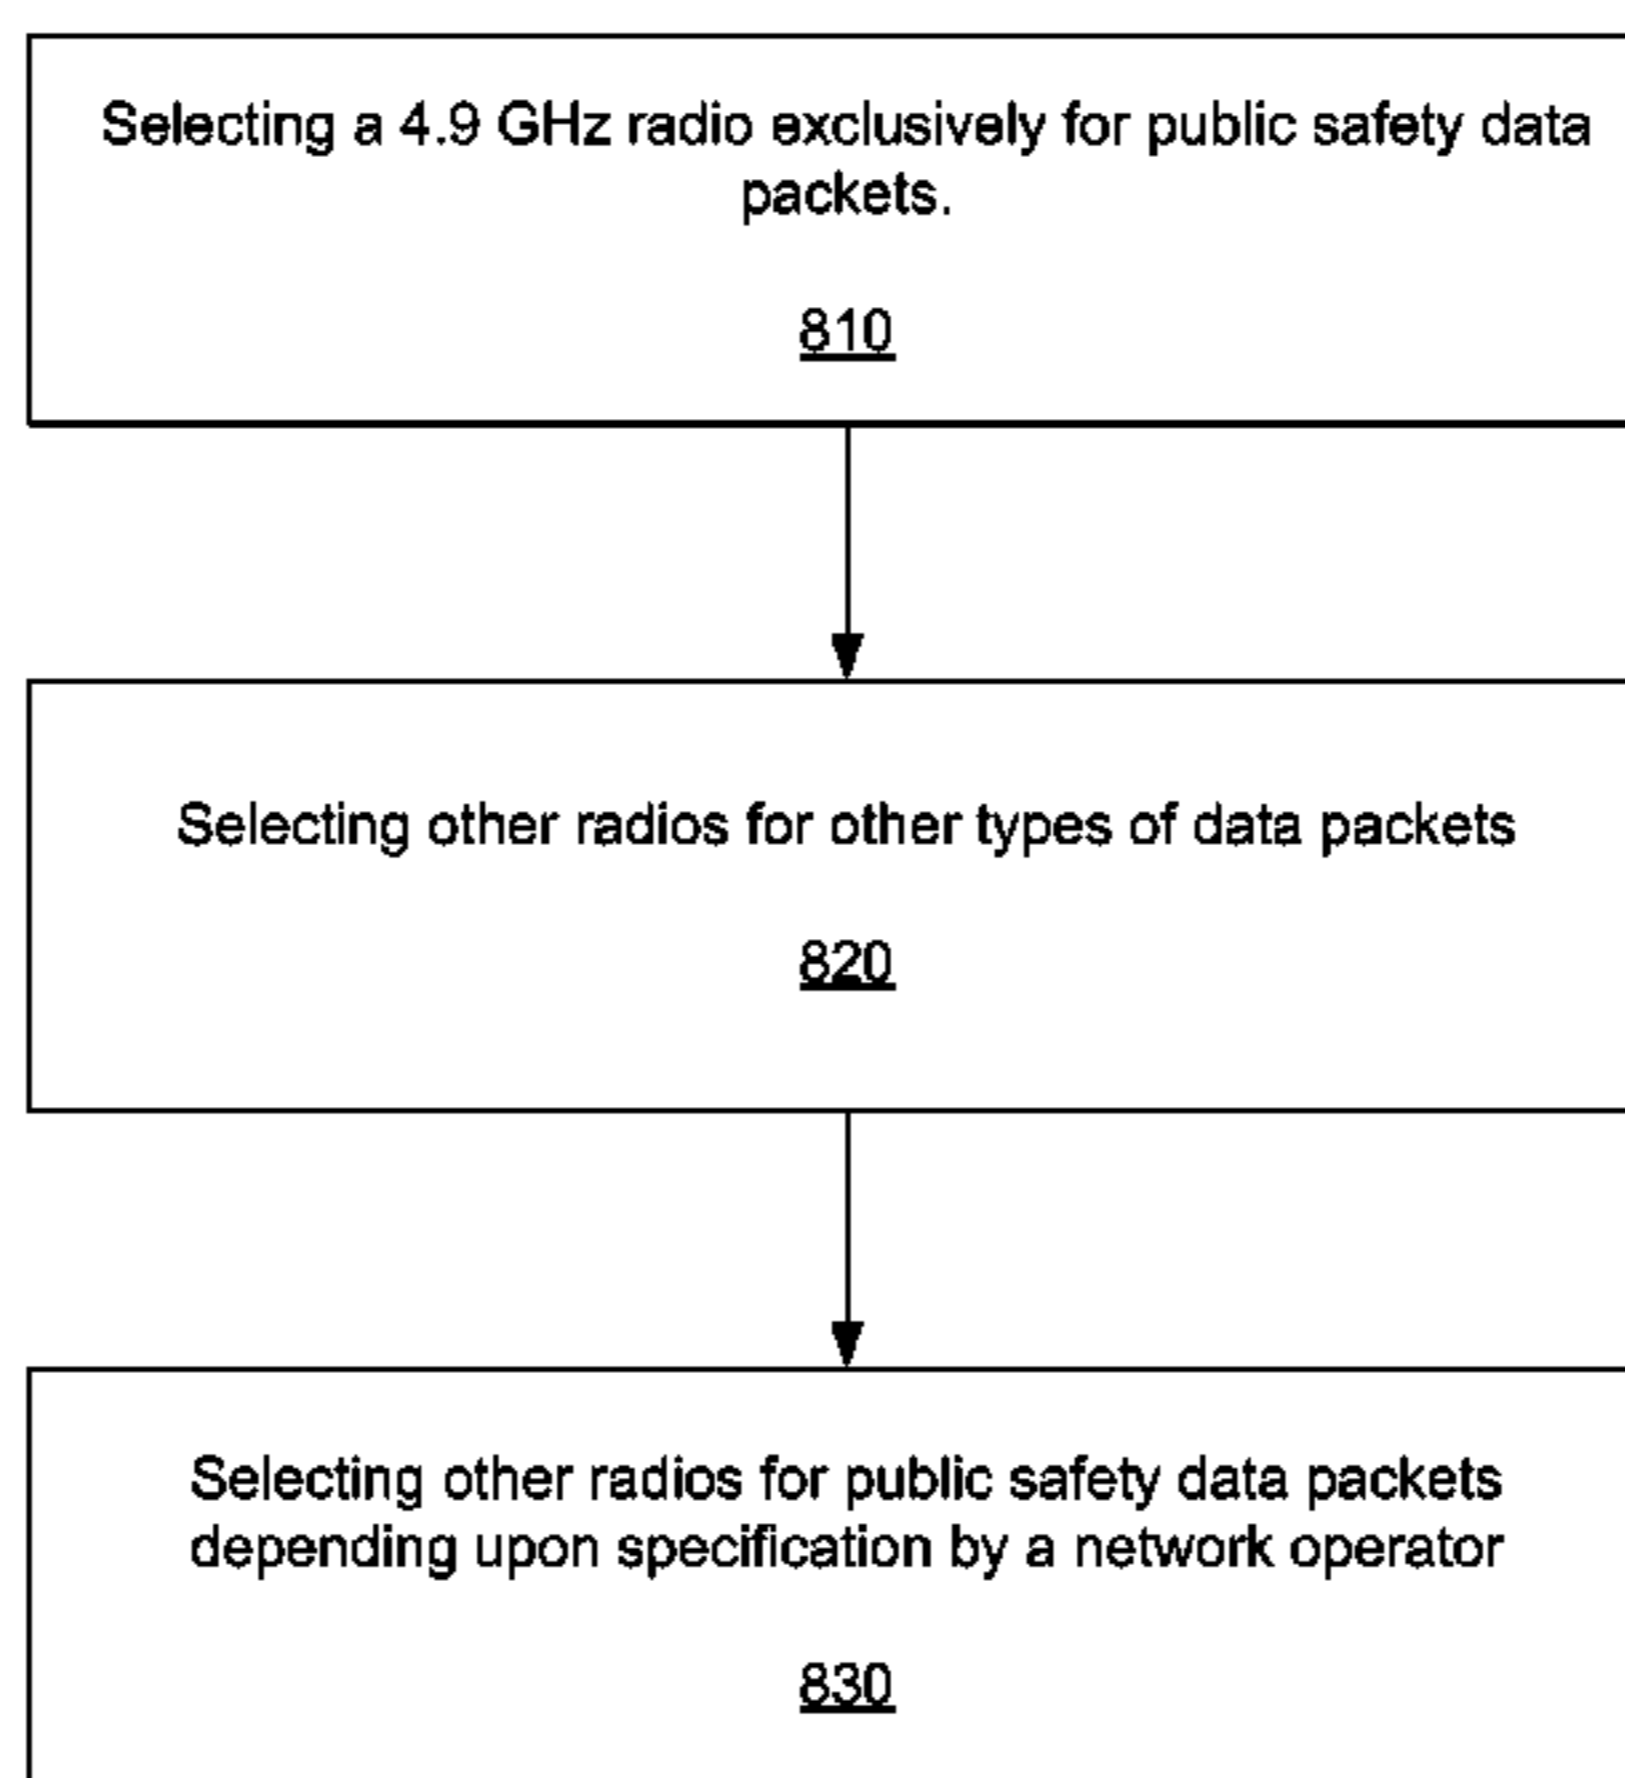 Selecting a 4.9 GHz radio exclusively for public safety data
packets.
810
Selecting other radios for other types of data packets
820
Selecting other radios for public safety data packets
depending upon specification by a network operator
830